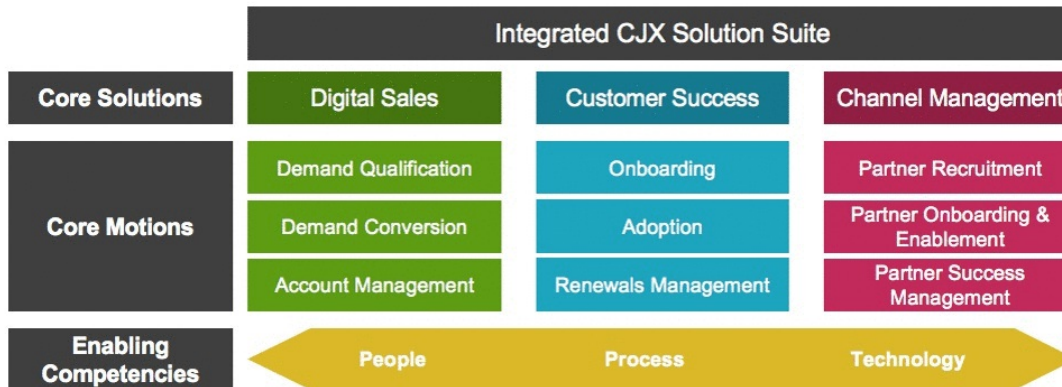 Integrated CJX Solution Suite
Core Solutions
Digital Sales
Customer Success
Channel Management
Core Motions
Demand Qualification
Onboarding
Partner Recruitment
Demand Conversion
Adoption
Partner Onboarding &
Enablement
Account Management
Renewals Management
Partner Success
Management
Enabling
Competencies
People
Process
Technology